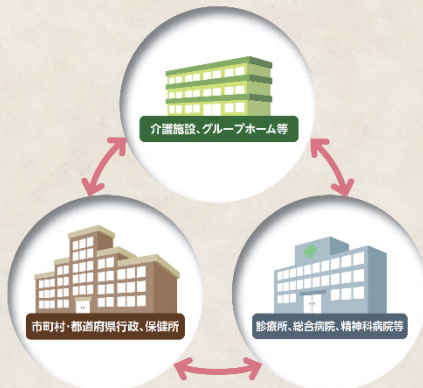 介護施設、グループホーム等
市町村・都道府県行政、保健所
診療所、総合病院、精神科病院等